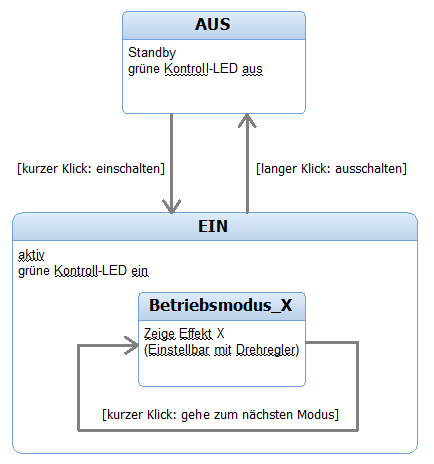 AUS
Standby
grüne Kontroll-LED aus
[kurzer Klick: einschalten]
[langer Klick: ausschalten]
EIN
aktiv
grüne Kontroll-LED ein
Betriebsmodus_X
Zeige Effekt X
(Einstellbar mit Drehregler)
[kurzer Klick: gehe zum nächsten Modus]